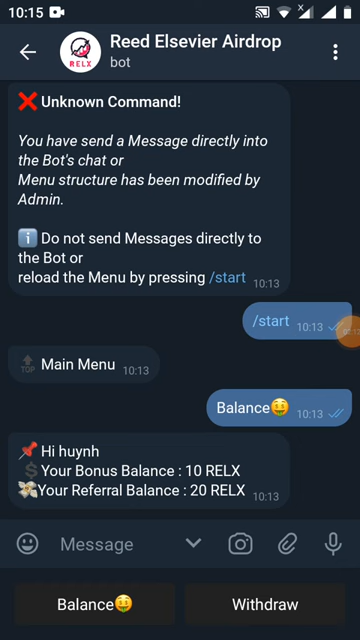 10:15
Reed Elsevier Airdrop
bot
RELX
❌ Unknown Command!
You have send a Message directly into
the Bot's chat or
Menu structure has been modified by
Admin.
ℹ️ Do not send Messages directly to
the Bot or
reload the Menu by pressing /start 10:13
/start 10:13
🔝 Main Menu 10:13
Balance🤑 10:13
📌 Hi huynh
💲Your Bonus Balance : 10 RELX
💸Your Referral Balance : 20 RELX 10:13
Message
Balance🤑
Withdraw